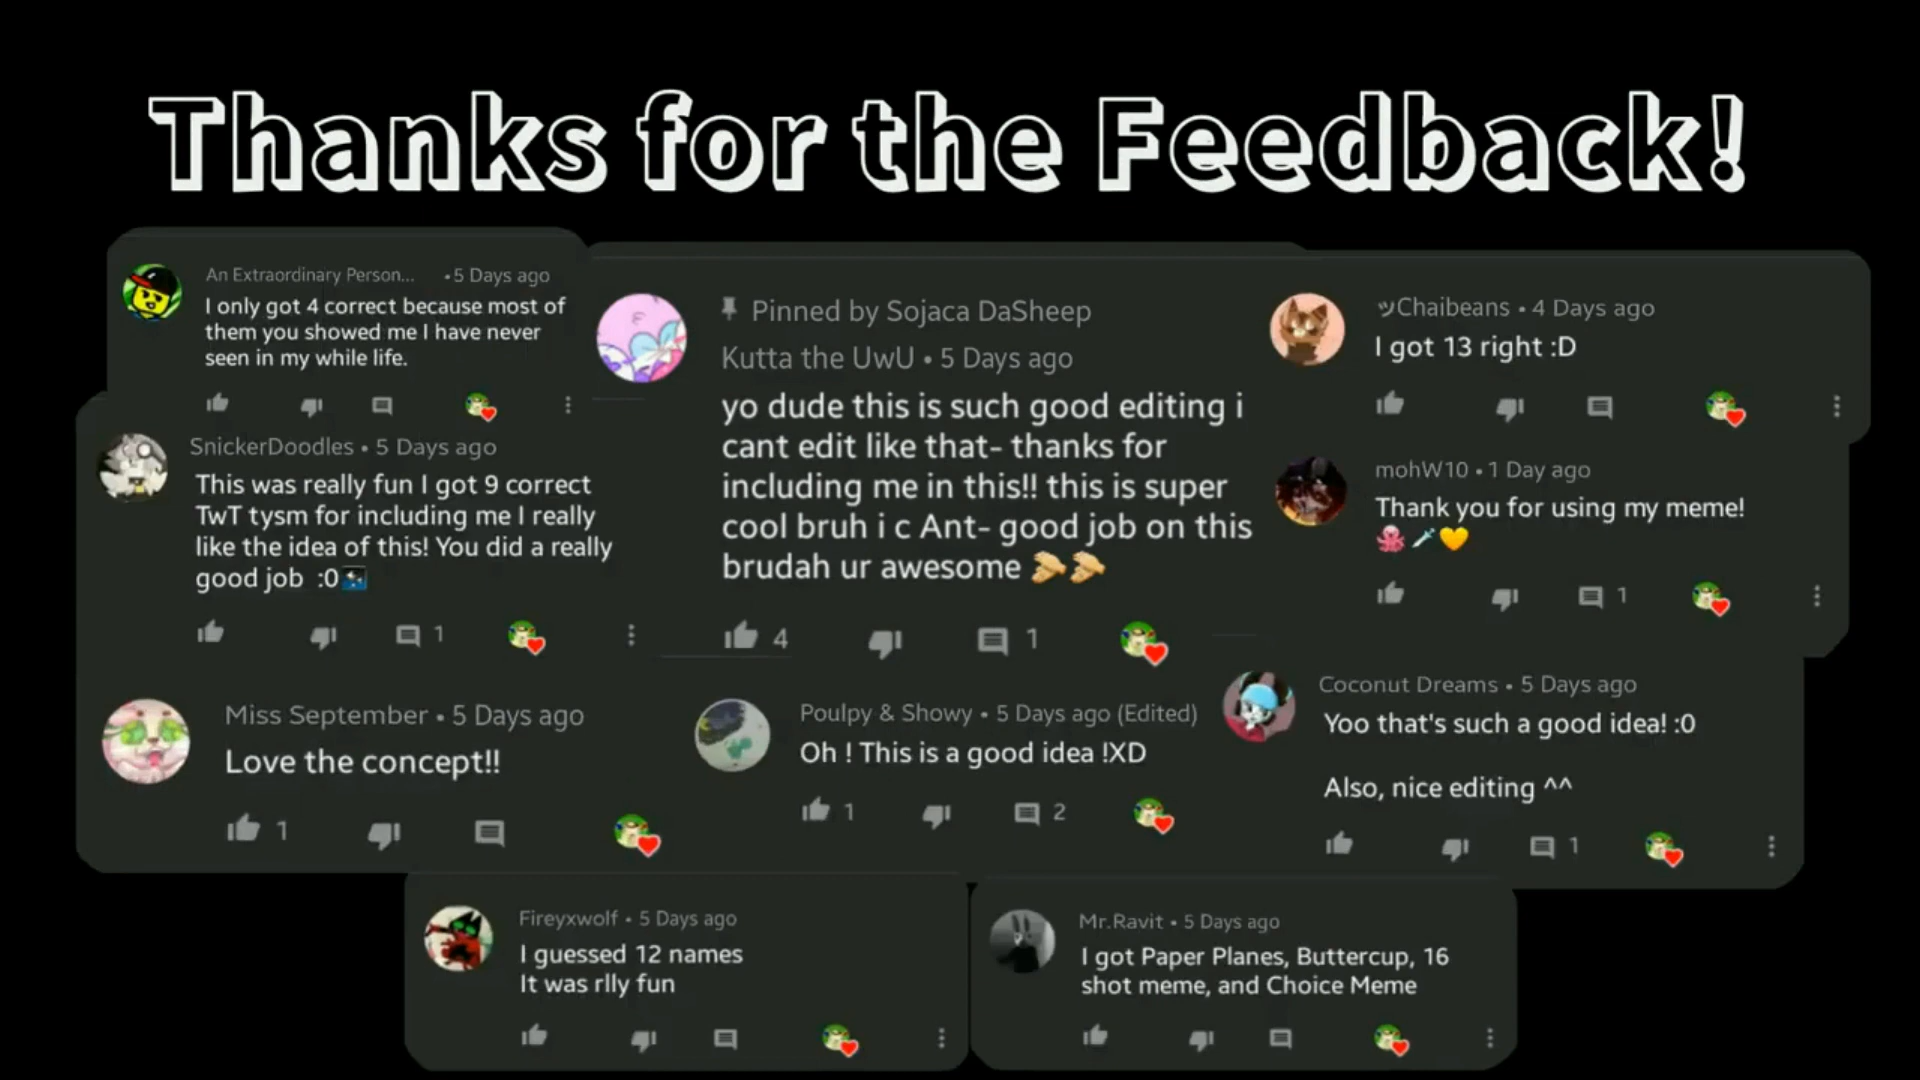 Thanks for the Feedback!
An Extraordinary Person... • 5 Days ago
I only got 4 correct because most of
them you showed me I have never
seen in my while life.
SnickerDoodles • 5 Days ago
This was really fun I got 9 correct
TwT tysm for including me I really
like the idea of this! You did a really
good job :0
1
Miss September • 5 Days ago
Love the concept!!
1
Pinned by Sojaca DaSheep
Kutta the UwU • 5 Days ago
yo dude this is such good editing i
cant edit like that- thanks for
including me in this!! this is super
cool bruh i c Ant- good job on this
brudah ur awesome 🫴🫴
4 1
Poulpy & Showy • 5 Days ago (Edited)
Oh ! This is a good idea !XD
1 2
ッChaibeans • 4 Days ago
I got 13 right :D
mohW10 • 1 Day ago
Thank you for using my meme!
🐙💉💛
1
Coconut Dreams • 5 Days ago
Yoo that's such a good idea! :0
Also, nice editing ^^
1
Fireyxwolf • 5 Days ago
I guessed 12 names
It was rlly fun
Mr.Ravit • 5 Days ago
I got Paper Planes, Buttercup, 16
shot meme, and Choice Meme